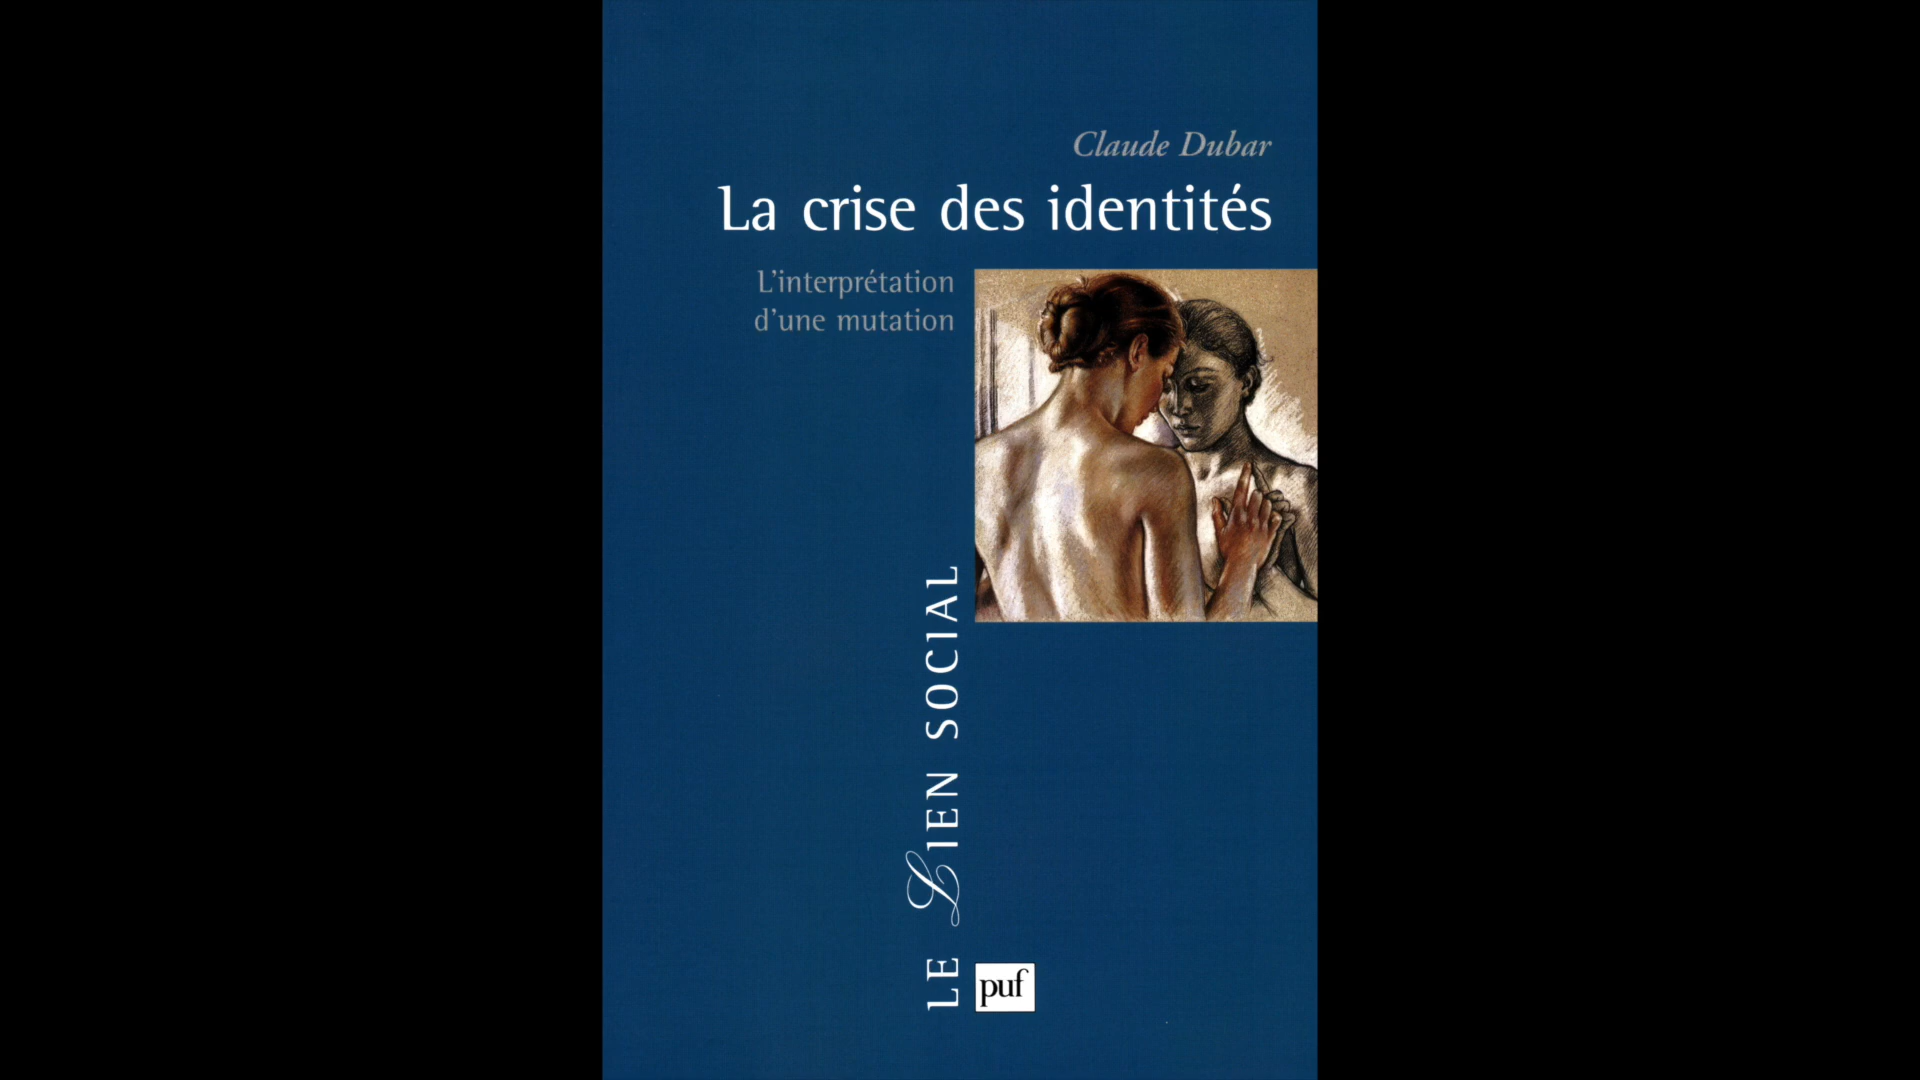 Claude Dubar
La crise des identités
L'interprétation
d'une mutation
LE LIEN SOCIAL
puf